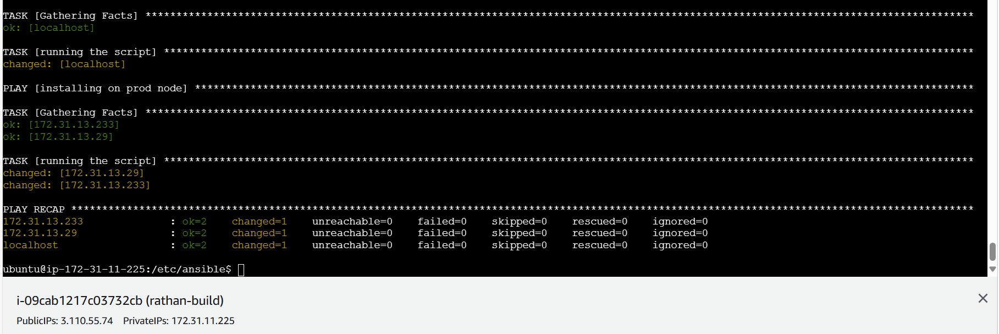 TASK [Gathering Facts] ****************************************************************************************************************************************
ok: [localhost]
TASK [running the script] ************************************************************************************************************************************
changed: [localhost]
PLAY [installing on prod node] *******************************************************************************************************************************
TASK [Gathering Facts] ****************************************************************************************************************************************
ok: [172.31.13.233]
ok: [172.31.13.29]
TASK [running the script] ************************************************************************************************************************************
changed: [172.31.13.29]
changed: [172.31.13.233]
PLAY RECAP ***************************************************************************************************************************************************
172.31.13.233 : ok=2 changed=1 unreachable=0 failed=0 skipped=0 rescued=0 ignored=0
172.31.13.29 : ok=2 changed=1 unreachable=0 failed=0 skipped=0 rescued=0 ignored=0
localhost : ok=2 changed=1 unreachable=0 failed=0 skipped=0 rescued=0 ignored=0
ubuntu@ip-172-31-11-225:/etc/ansible$
i-09cab1217c03732cb (rathan-build)
PublicIPs: 3.110.55.74 PrivateIPs: 172.31.11.225